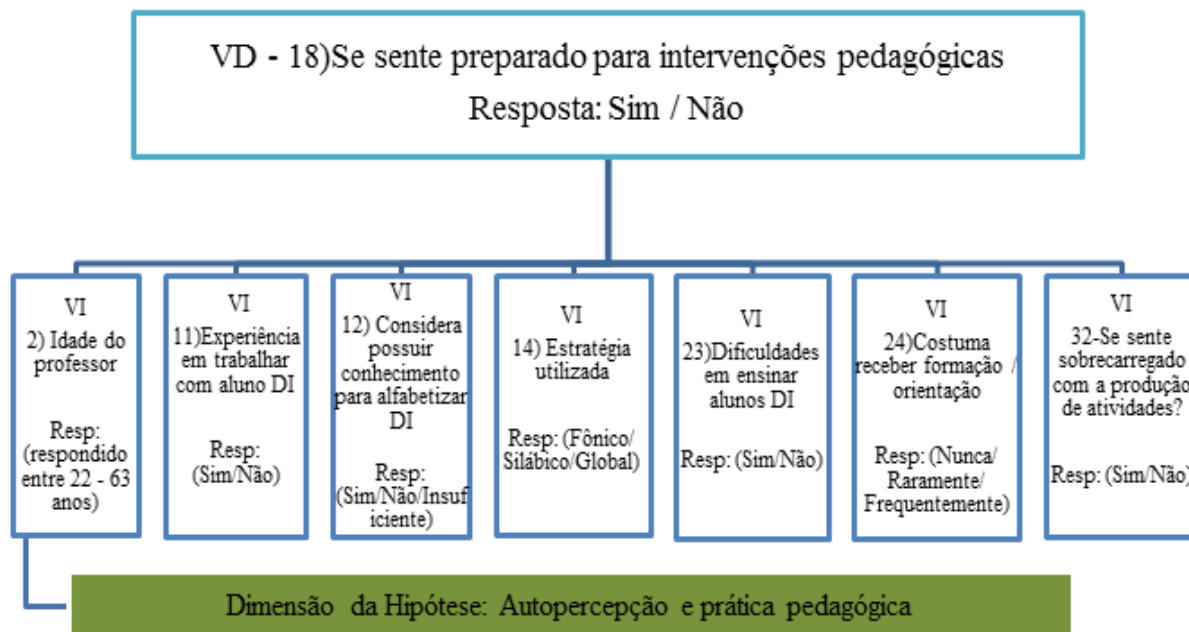 VD - 18)Se sente preparado para intervenções pedagógicas
Resposta: Sim / Não
VI
2) Idade do
professor
Resp:
(respondido
entre 22 - 63
anos)
VI
11)Experiência
em trabalhar
com aluno DI
Resp:
(Sim/Não)
VI
12) Considera
possuir
conhecimento
para alfabetizar
DI
Resp:
(Sim/Não/Insuf
iciente)
VI
14) Estratégia
utilizada
Resp: (Fônico/
Silábico/Global)
VI
23)Dificuldades
em ensinar
alunos DI
Resp: (Sim/Não)
VI
24)Costuma
receber formação /
orientação
Resp: (Nunca/
Raramente/
Frequentemente)
VI
32-Se sente
sobrecarregado
com a produção
de atividades?
Resp: (Sim/Não)
Dimensão da Hipótese: Autopercepção e prática pedagógica